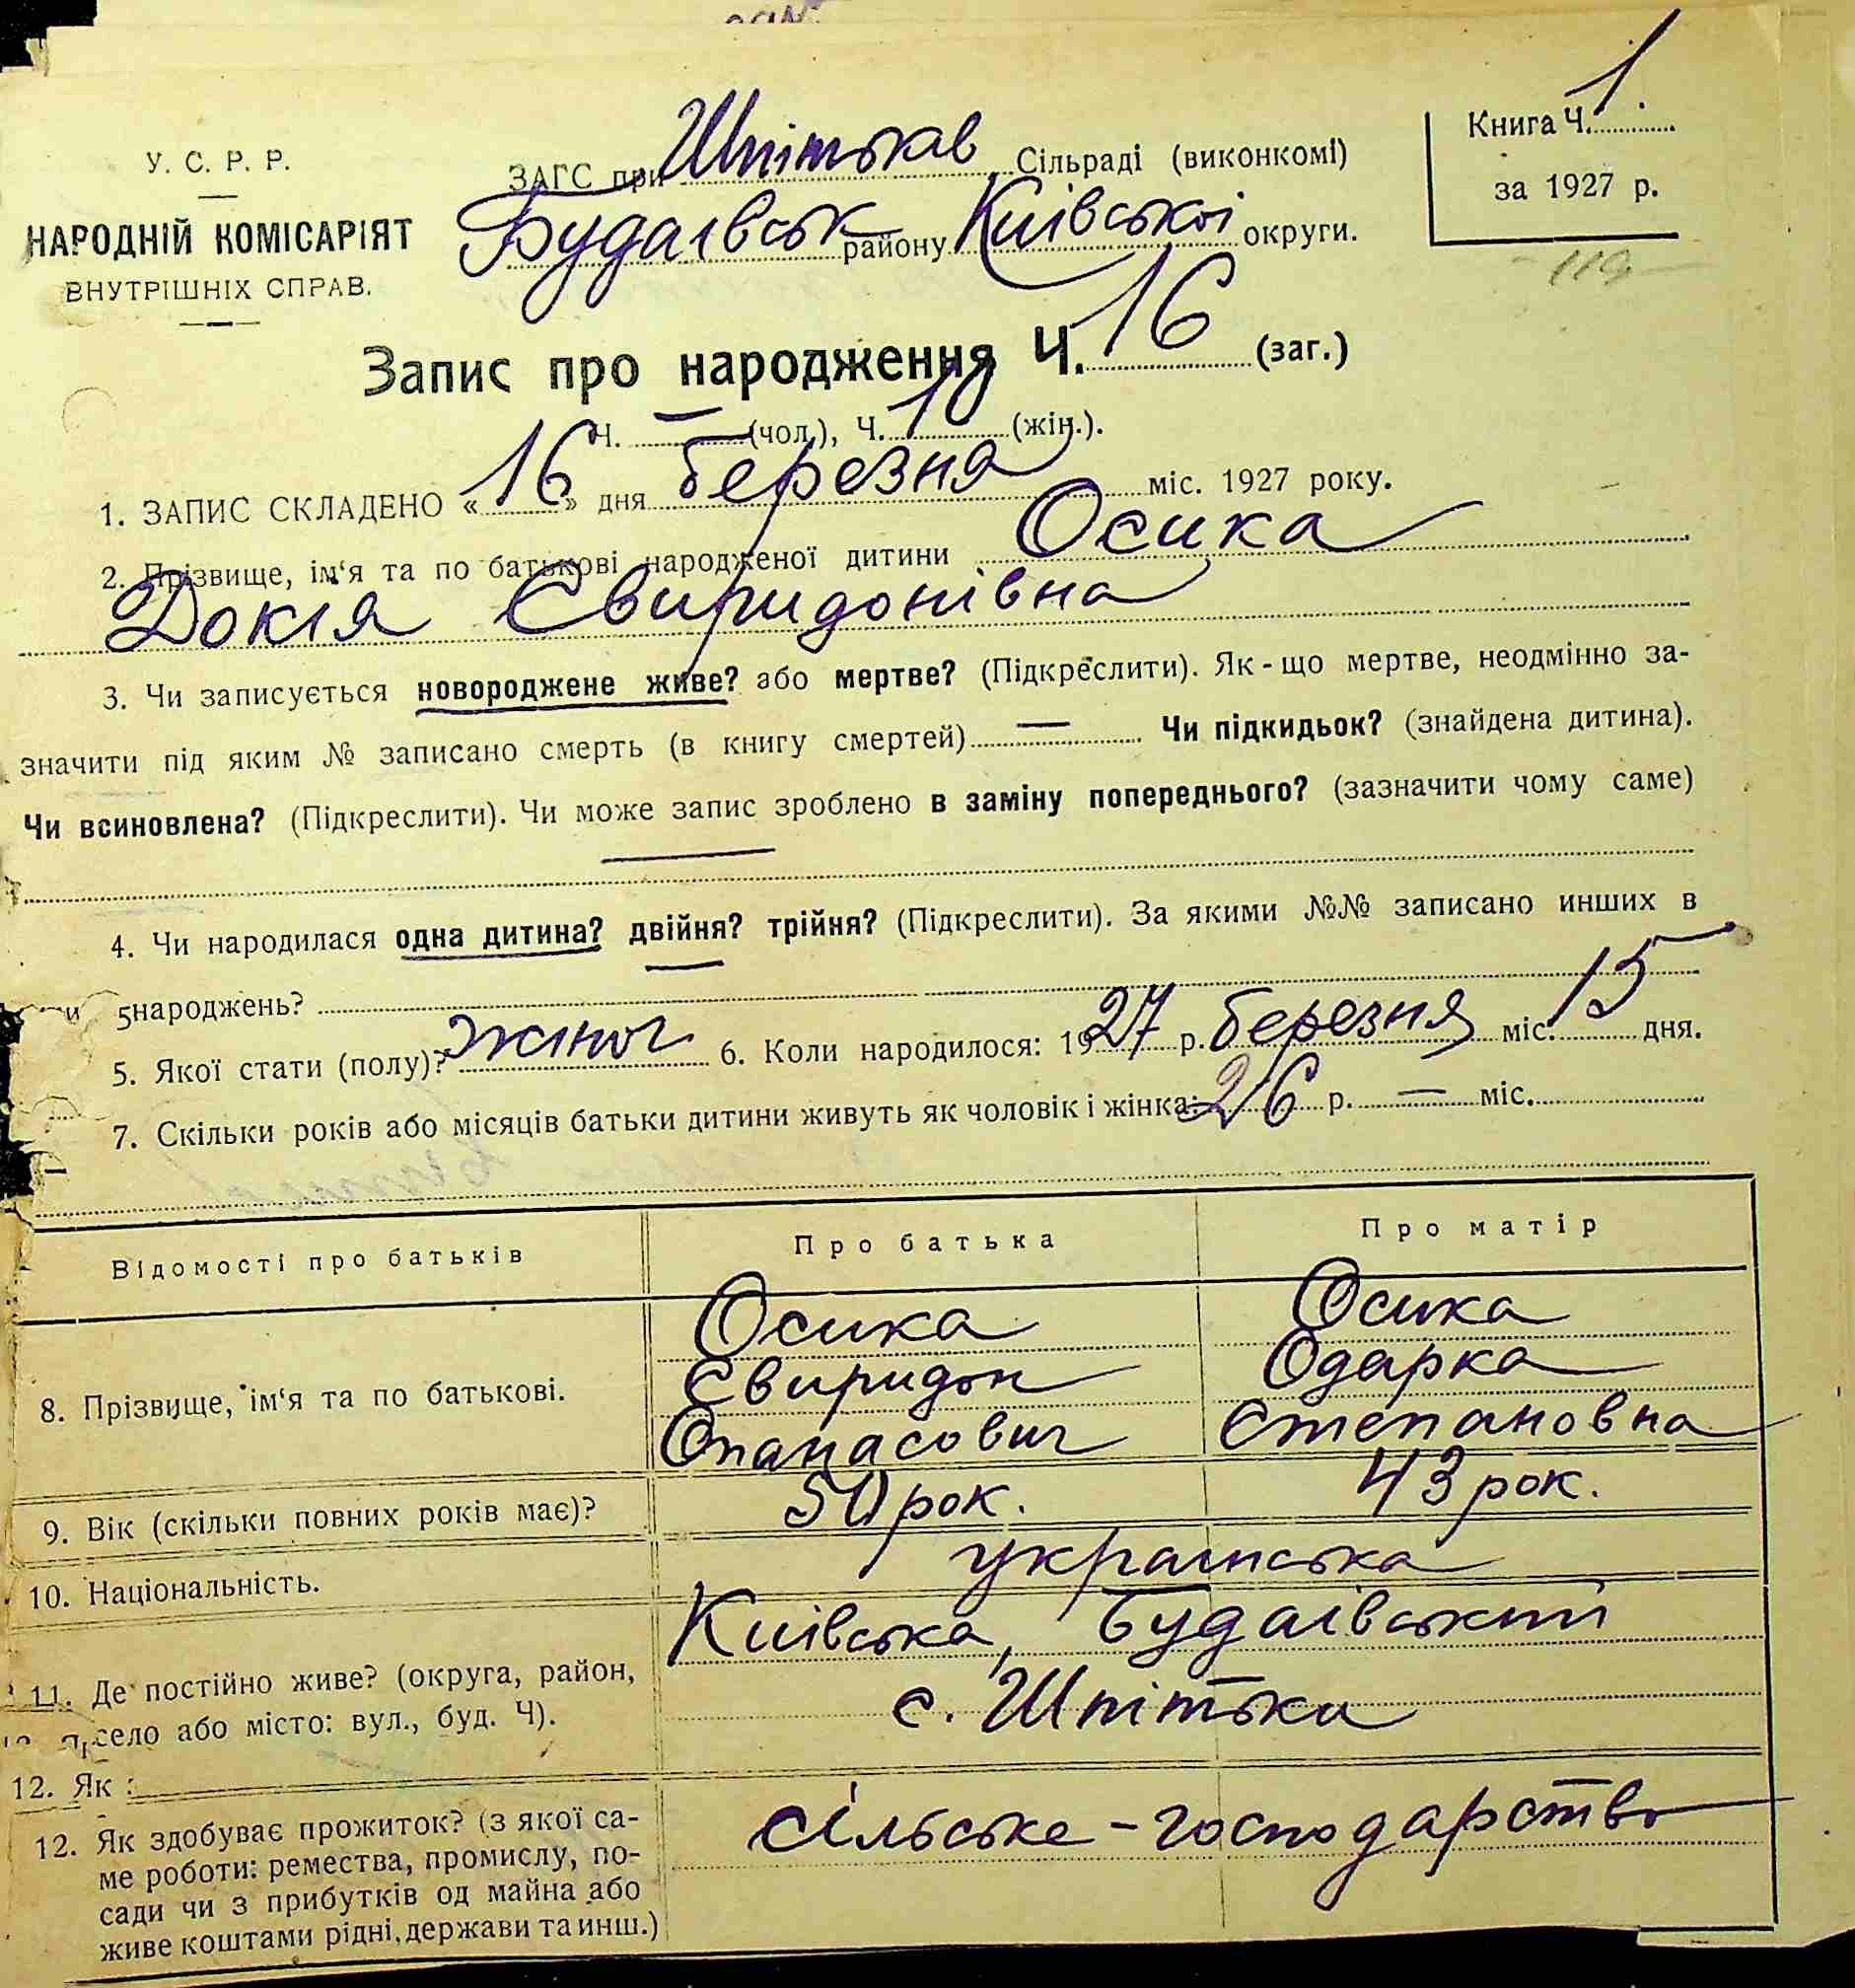 У. С. Р. Р.
НАРОДНІЙ КОМІСАРІЯТ
ВНУТРІШНІХ СПРАВ.
ЗАГС при Шпітьків Сільраді (виконкомі)
Будаївськ району Київської округи.
Книга Ч. 1.
за 1927 р.
119
Запис про народження Ч. 16 (заг.)
Ч. — (чол.), Ч. 10 (жін.).
1. ЗАПИС СКЛАДЕНО «16» дня березня міс. 1927 року.
2. Прізвище, ім'я та по батькові народженої дитини Осика
Докія Свиридонівна
3. Чи записується новороджене живе? або мертве? (Підкреслити). Як-що мертве, неодмінно за-
значити під яким № записано смерть (в книгу смертей) — Чи підкидьок? (знайдена дитина).
Чи всиновлена? (Підкреслити). Чи може запис зроблено в заміну попереднього? (зазначити чому саме)
—
4. Чи народилася одна дитина? двійня? трійня? (Підкреслити). За якими №№ записано инших в
и 5народжень? —
5. Якої стати (полу)? жіноч 6. Коли народилося: 1927 р. березня міс. 15 дня.
7. Скільки років або місяців батьки дитини живуть як чоловік і жінка: 26 р. — міс.
Відомості про батьків Про батька Про матір
8. Прізвище, ім'я та по батькові. Осика Осика
Свиридон Одарка
Опанасович Степановна
9. Вік (скільки повних років має)? 50 рок. 43 рок.
10. Національність. українська
11. Де постійно живе? (округа, район, Київська, Будаївський
село або місто: вул., буд. Ч). с. Шпітьки
12. Як
12. Як здобуває прожиток? (з якої са- сільське-господарство
ме роботи: ремества, промислу, по-
сади чи з прибутків од майна або
живе коштами рідні, держави та инш.)